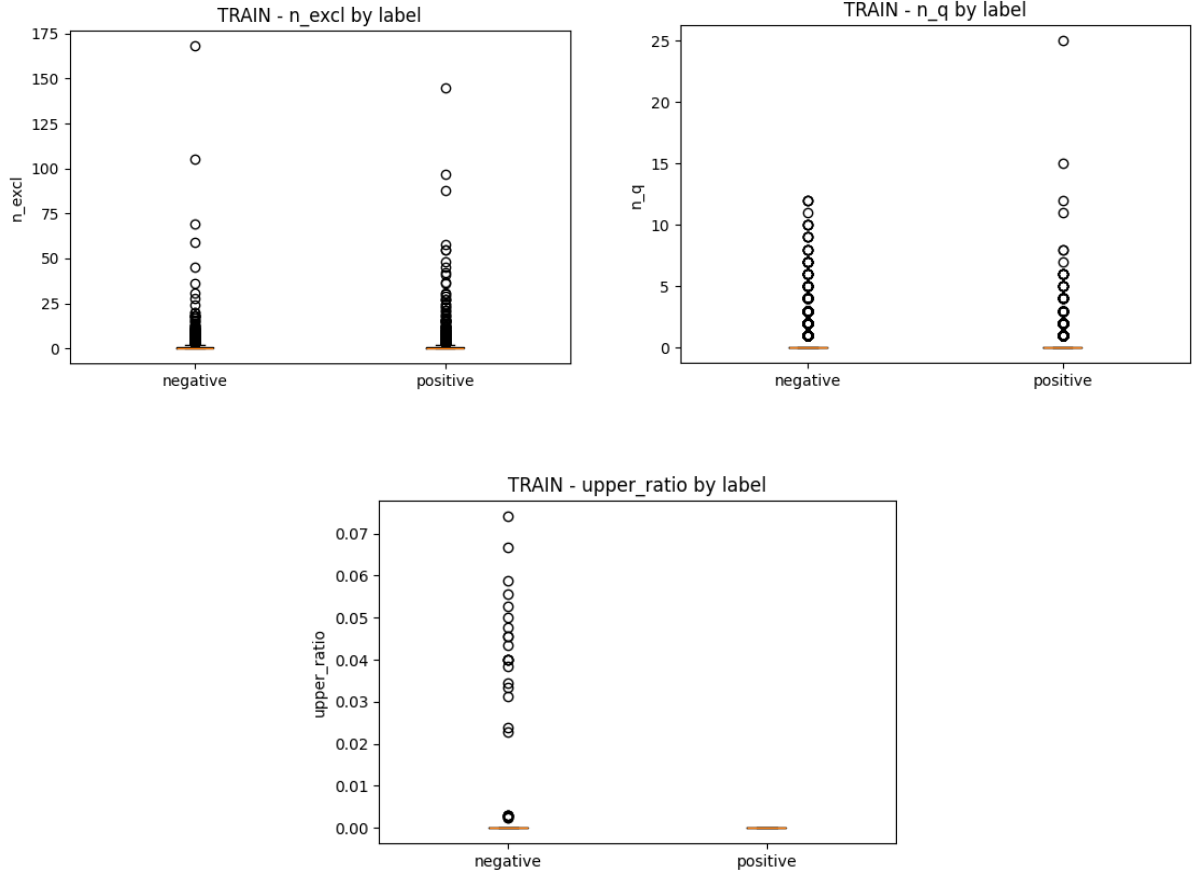 TRAIN - n_excl by label
175
150
125
100
75
50
25
0
n_excl
negative positive
TRAIN - n_q by label
25
20
15
10
5
0
n_q
negative positive
TRAIN - upper_ratio by label
0.07
0.06
0.05
0.04
0.03
0.02
0.01
0.00
upper_ratio
negative positive